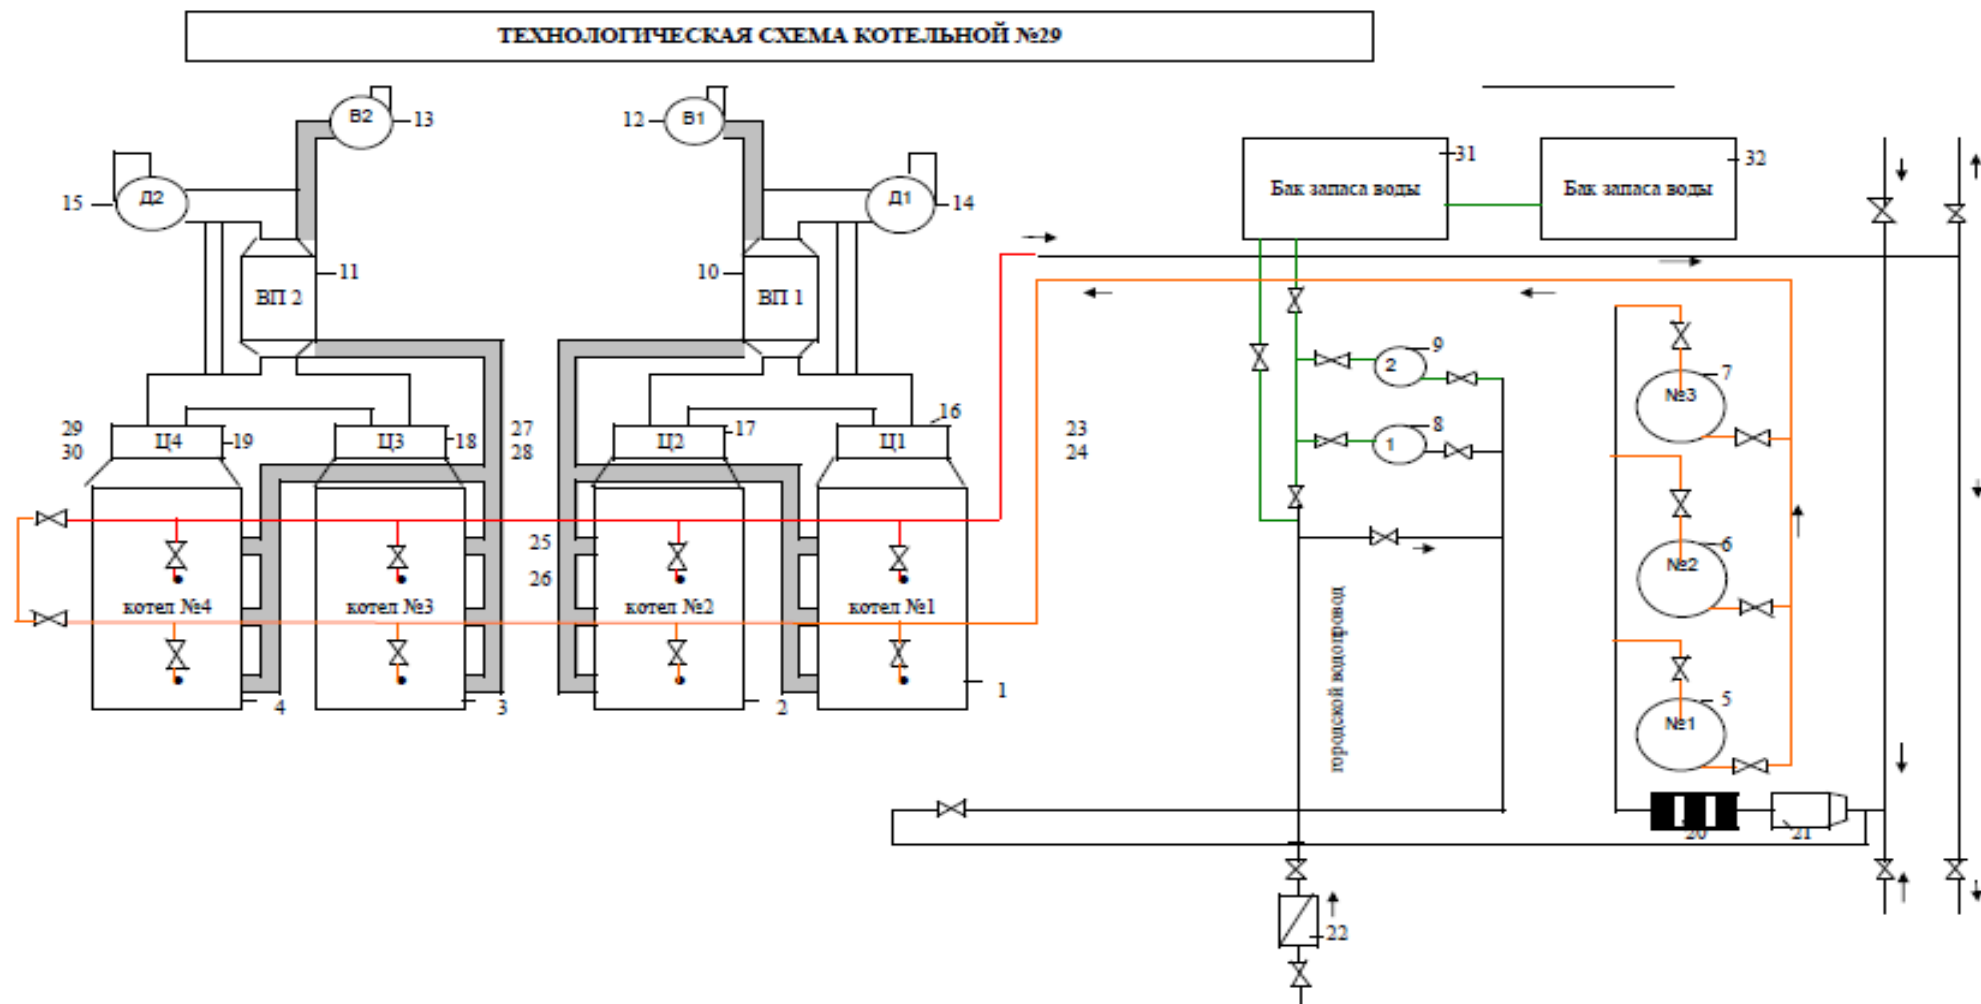 ТЕХНОЛОГИЧЕСКАЯ СХЕМА КОТЕЛЬНОЙ №29
В2
13
12
В1
15
Д2
Д1
14
31
32
Бак запаса воды
Бак запаса воды
ВП 2
11
10
ВП 1
2
9
№3
7
29
30
Ц4
19
Ц3
18
27
28
Ц2
17
Ц1
16
23
24
1
8
25
26
№2
6
котел №4
котел №3
котел №2
котел №1
4
3
2
1
городской водопровод
№1
5
20
21
22